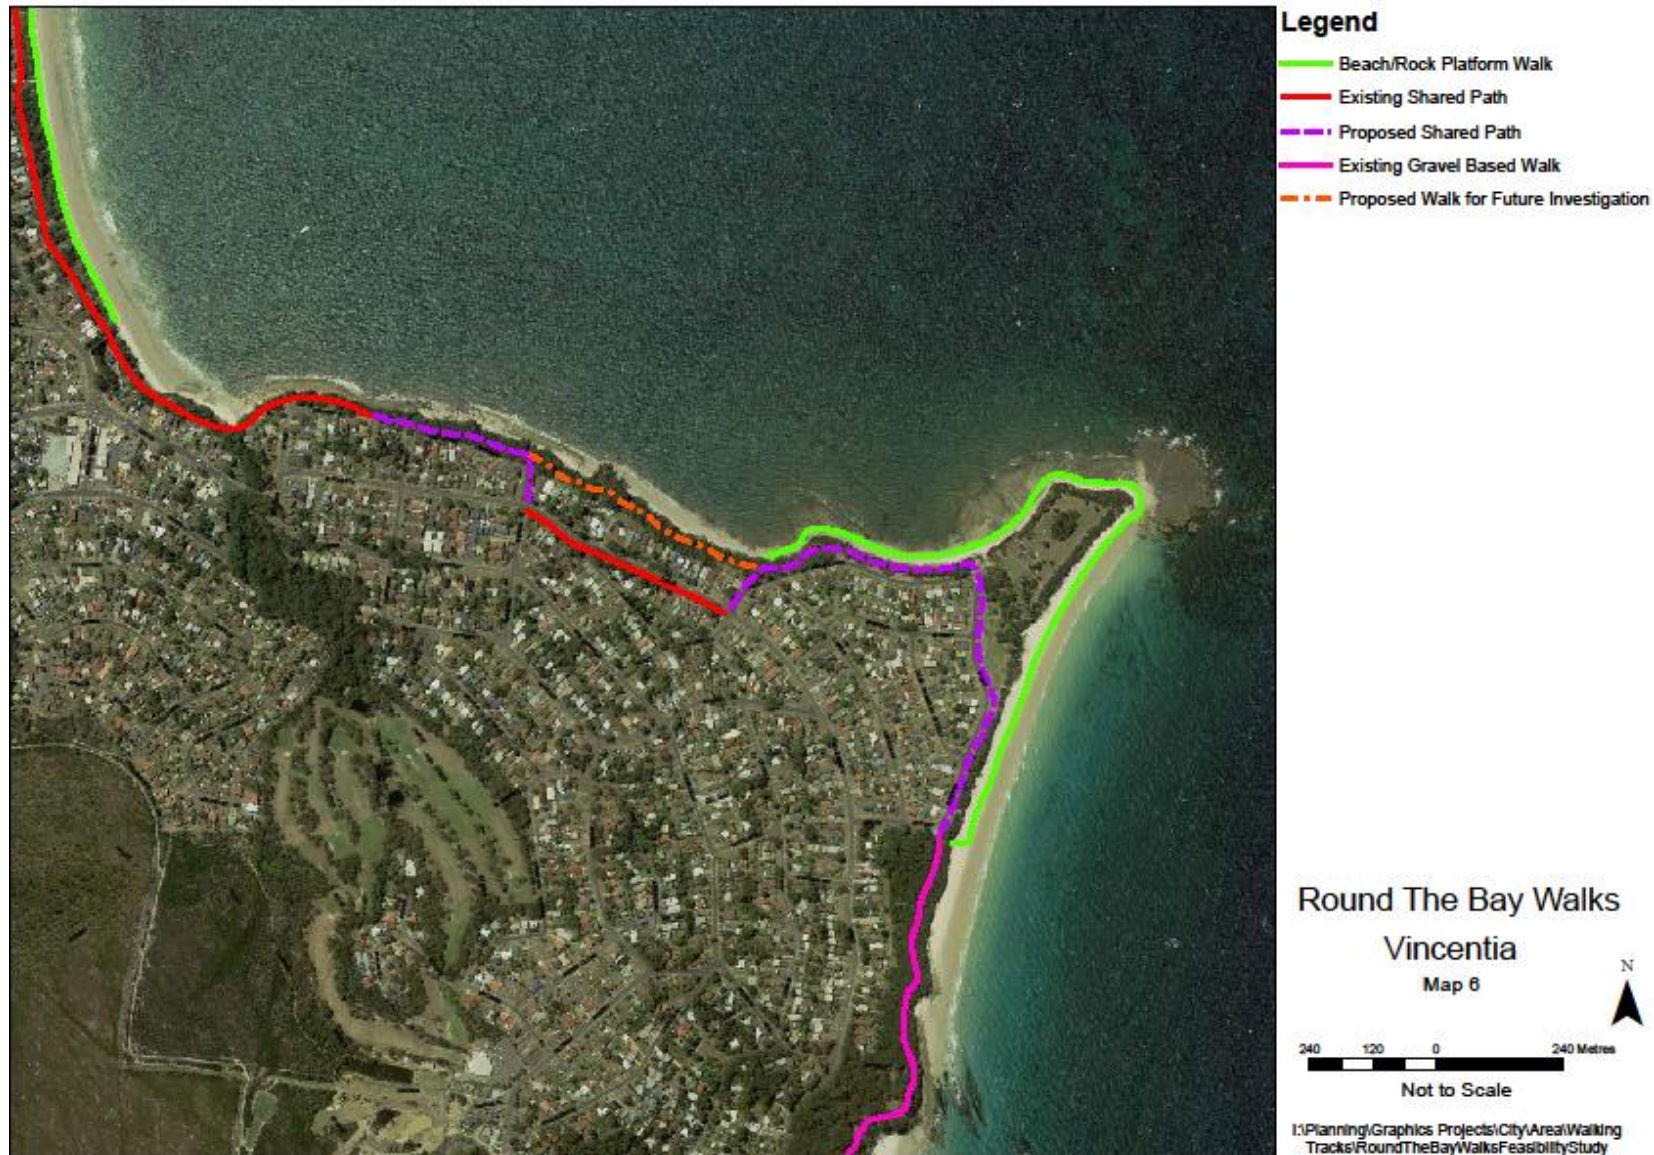 Legend
Beach/Rock Platform Walk
Existing Shared Path
Proposed Shared Path
Existing Gravel Based Walk
Proposed Walk for Future Investigation
Round The Bay Walks
Vincentia
Map 6
N
240 120 0 240 Metres
Not to Scale
I:\Planning\Graphics Projects\City\Area\Walking
Tracks\RoundTheBayWalksFeasibilityStudy